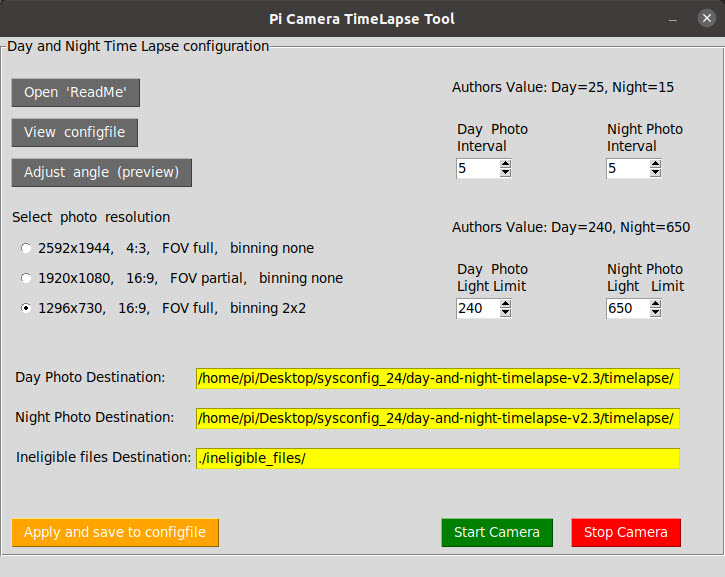 Pi Camera TimeLapse Tool
Day and Night Time Lapse configuration
Open 'ReadMe'
View configfile
Adjust angle (preview)
Authors Value: Day=25, Night=15
Day Photo Interval
5
Night Photo Interval
5
Select photo resolution
2592x1944, 4:3, FOV full, binning none
1920x1080, 16:9, FOV partial, binning none
1296x730, 16:9, FOV full, binning 2x2
Authors Value: Day=240, Night=650
Day Photo
Light Limit
240
Night Photo
Light Limit
650
Day Photo Destination: /home/pi/Desktop/sysconfig_24/day-and-night-timelapse-v2.3/timelapse/
Night Photo Destination: /home/pi/Desktop/sysconfig_24/day-and-night-timelapse-v2.3/timelapse/
Ineligible files Destination: ./ineligible_files/
Apply and save to configfile
Start Camera
Stop Camera